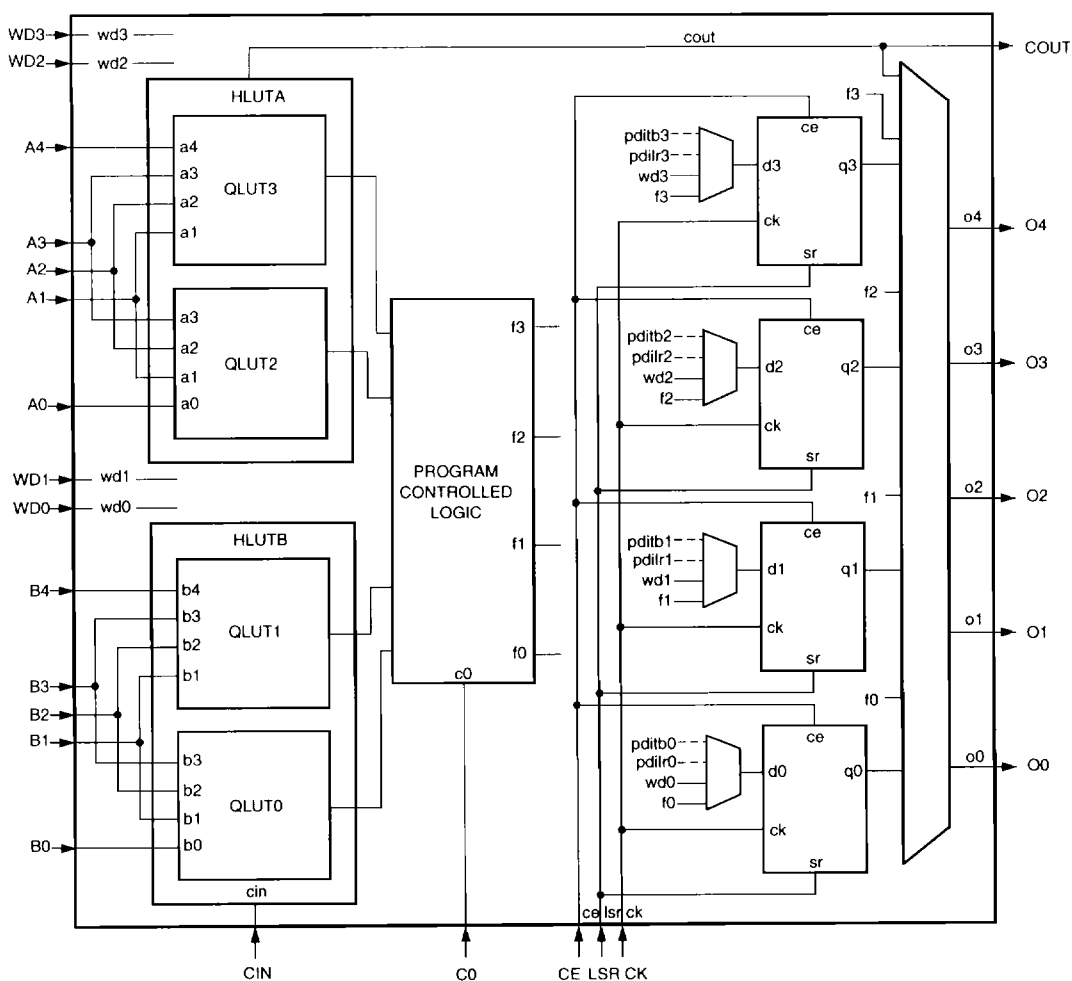 WD3 wd3
WD2 wd2
cout
COUT
HLUTA
A4 a4
a3
a2
a1
QLUT3
A3
A2
A1
a3
a2
a1
a0
QLUT2
A0
WD1 wd1
WD0 wd0
HLUTB
B4 b4
b3
b2
b1
QLUT1
B3
B2
B1
b3
b2
b1
b0
QLUT0
B0
cin
CIN
PROGRAM
CONTROLLED
LOGIC
f3
f2
f1
f0
c0
C0
pditb3
pdilr3
wd3
f3
ce
d3
q3
ck
sr
pditb2
pdilr2
wd2
f2
ce
d2
q2
ck
sr
pditb1
pdilr1
wd1
f1
ce
d1
q1
ck
sr
pditb0
pdilr0
wd0
f0
ce
d0
q0
ck
sr
ce lsr ck
CE LSR CK
f3
f2
f1
f0
o4 O4
o3 O3
o2 O2
o1 O1
o0 O0